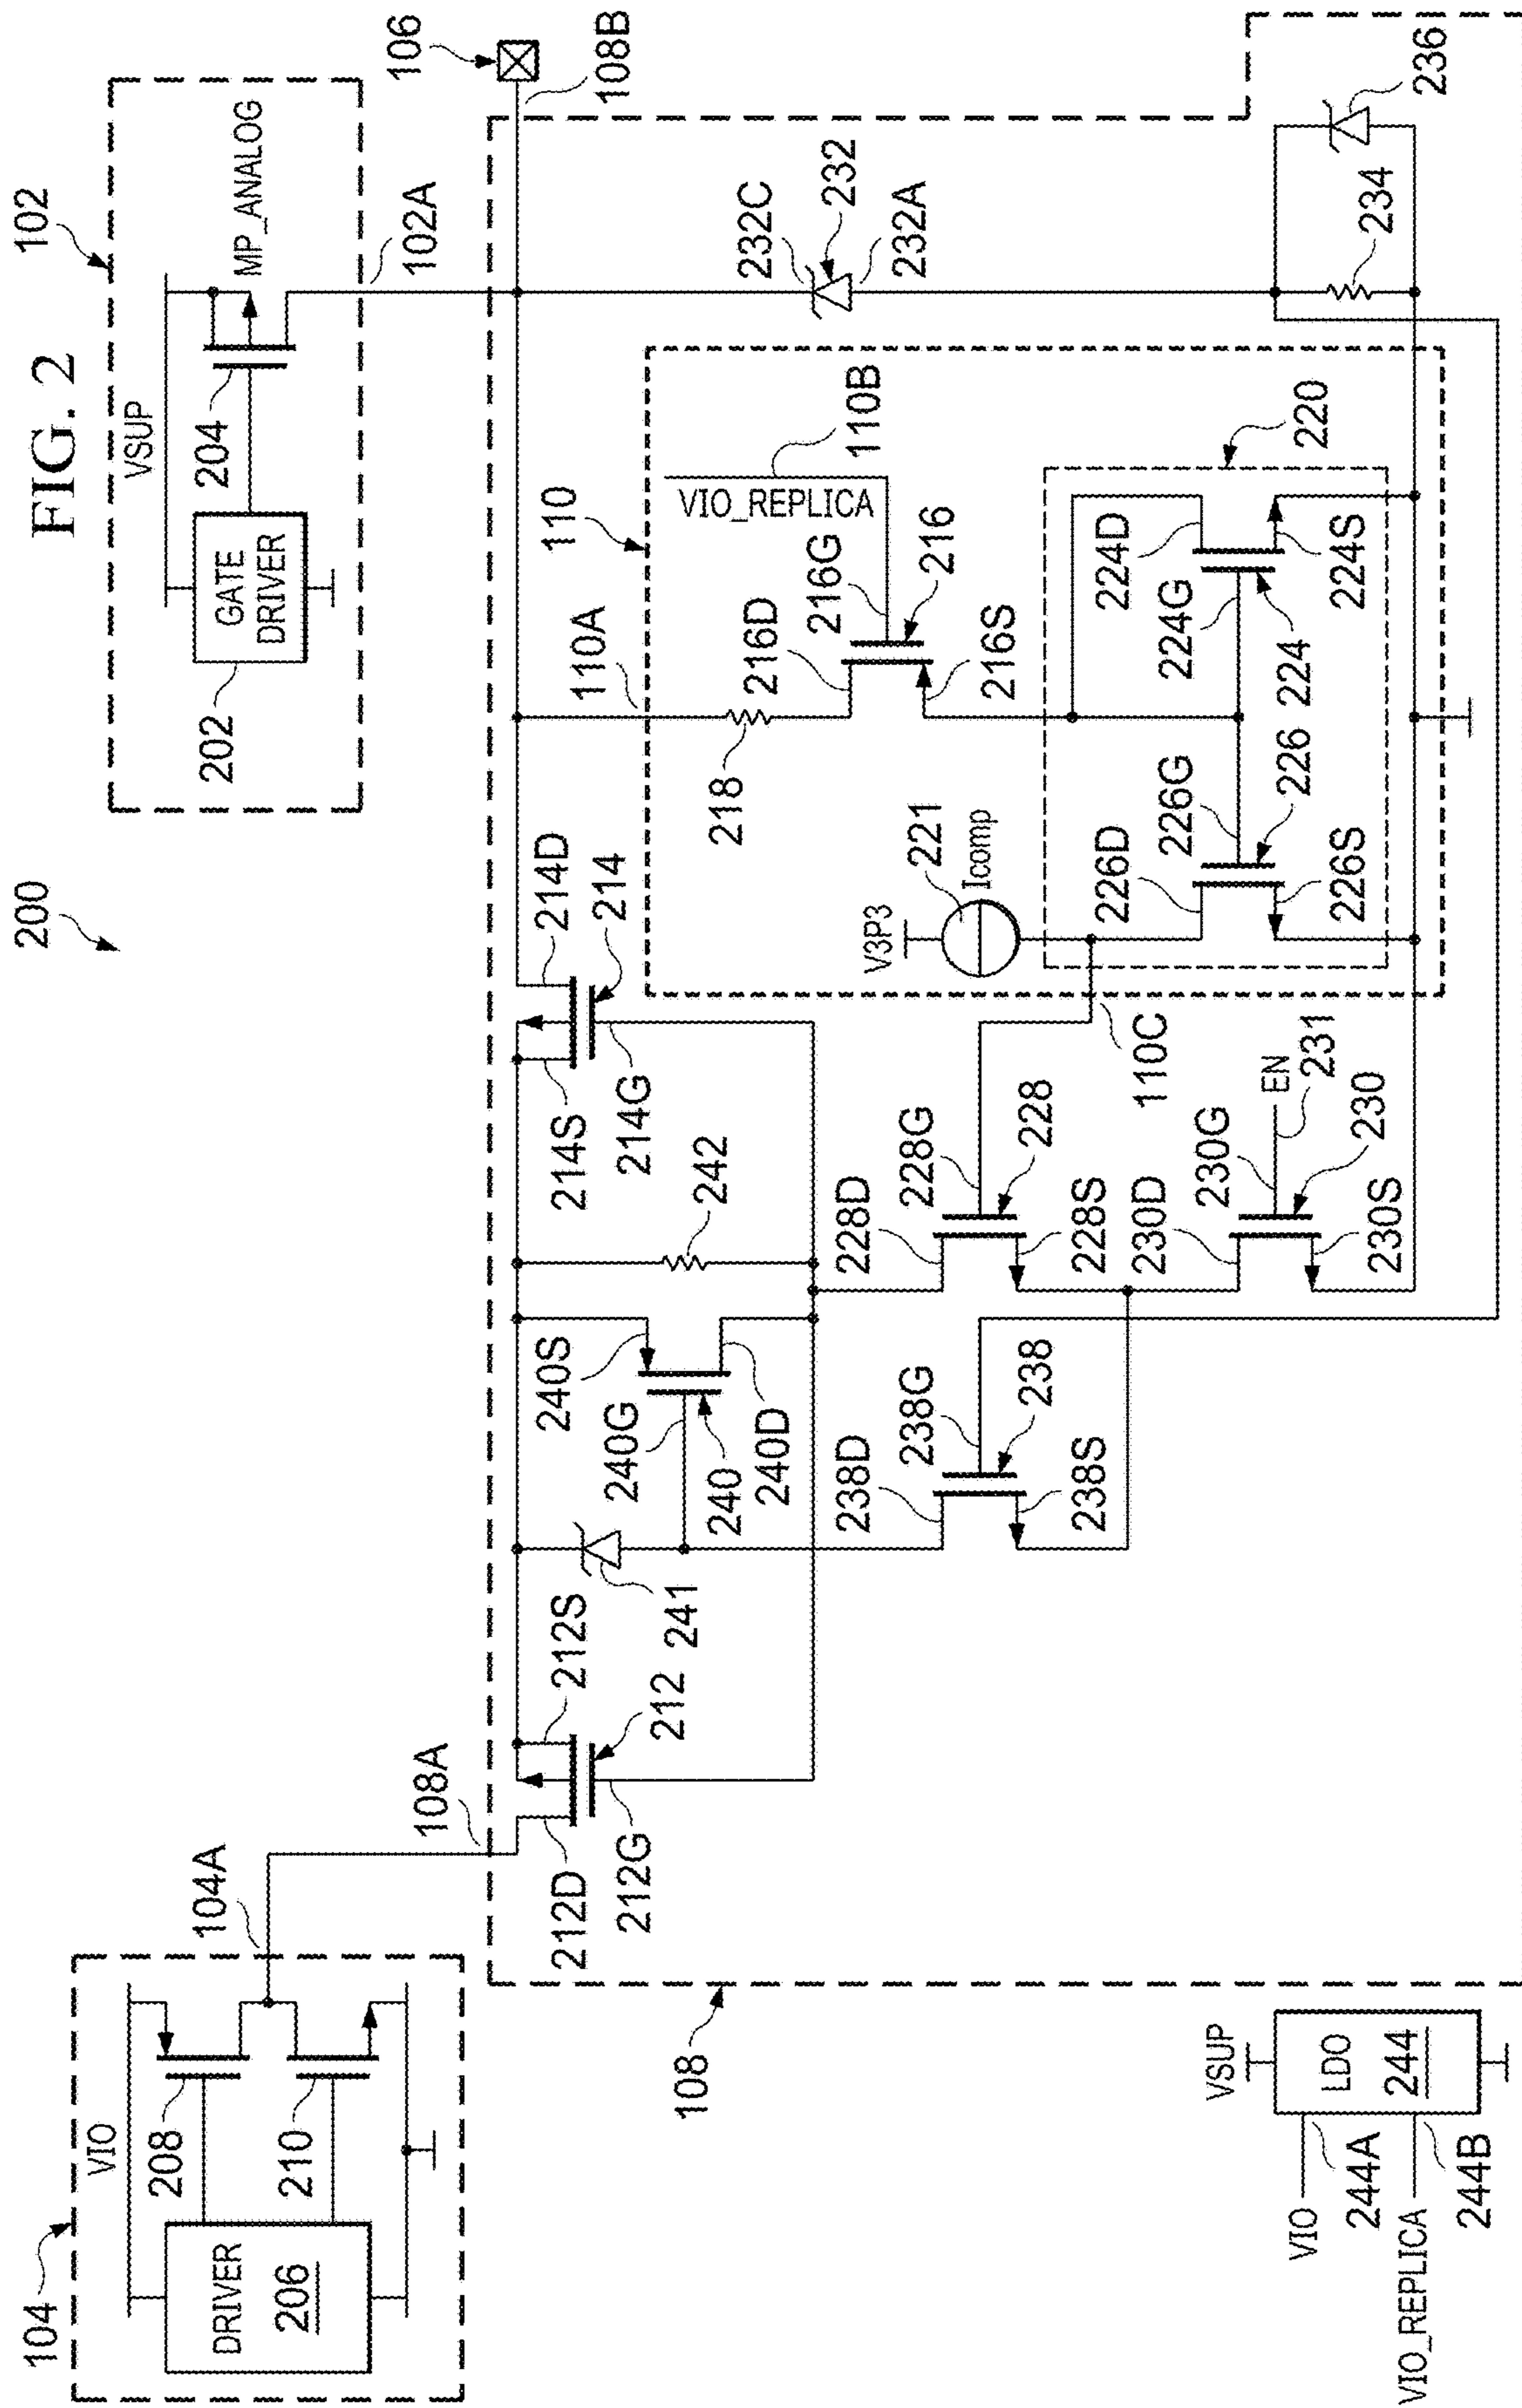 FIG. 2
200
102
VSUP
GATE
DRIVER
202
204
MP_ANALOG
102A
106
108B
104
VIO
DRIVER
206
208
210
104A
108A
108
212D
212S
212
212G
241
240S
240G
240
240D
242
214S
214D
214
214G
110A
110
218
VIO_REPLICA
110B
216D
216G
216
216S
232C
232
232A
V3P3
221
Icomp
226D
226G
226
226S
224D
224G
224
224S
220
110C
228D
228G
228
228S
230D
230G
EN
231
230
230S
238D
238G
238
238S
234
236
VSUP
LDO
244
VIO
244A
VIO_REPLICA
244B